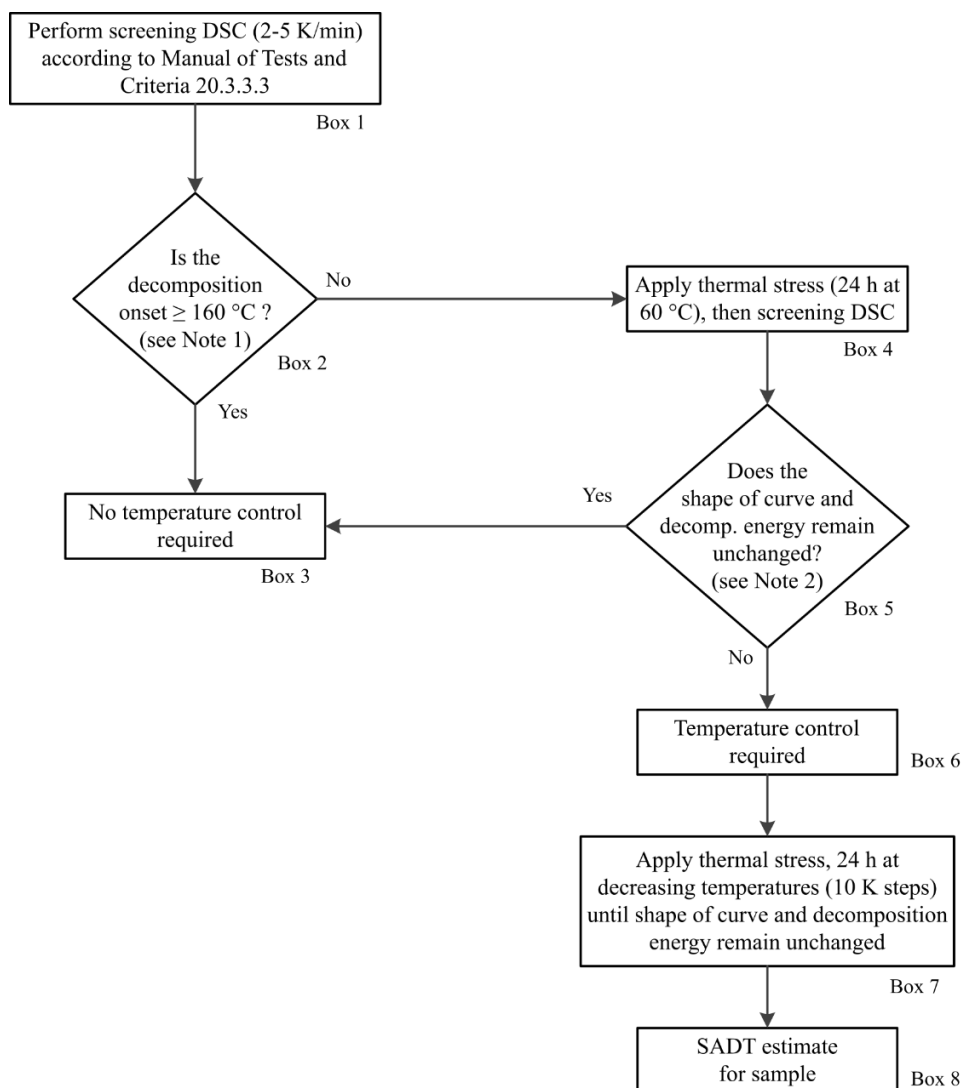 Perform screening DSC (2-5 K/min)
according to Manual of Tests and
Criteria 20.3.3.3
Box 1
Is the
decomposition
onset ≥ 160 °C ?
(see Note 1)
Box 2
No
Apply thermal stress (24 h at
60 °C), then screening DSC
Box 4
Yes
No temperature control
required
Box 3
Yes
Does the
shape of curve and
decomp. energy remain
unchanged?
(see Note 2)
Box 5
No
Temperature control
required
Box 6
Apply thermal stress, 24 h at
decreasing temperatures (10 K steps)
until shape of curve and decomposition
energy remain unchanged
Box 7
SADT estimate
for sample
Box 8